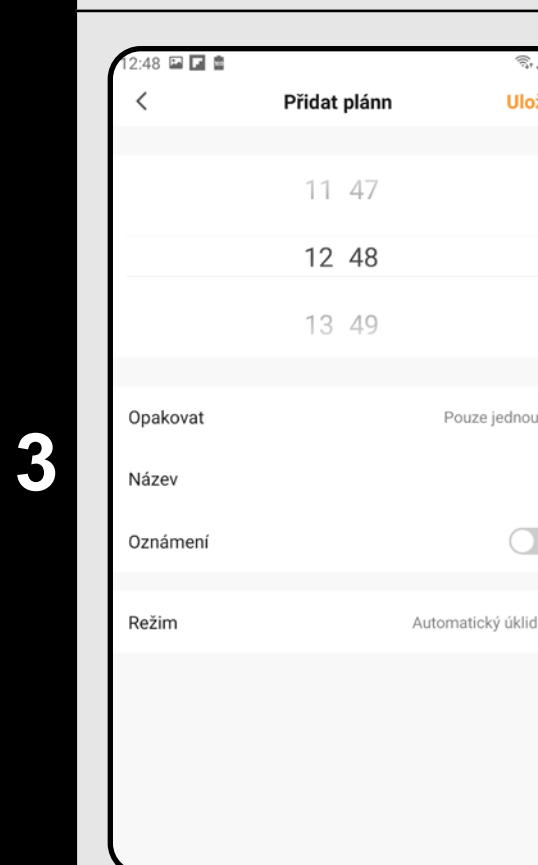 12:48
Přidat plánn
11 47
12 48
13 49
3
Opakovat Pouze jednou
Název
Oznámení
Režim Automatický úklid